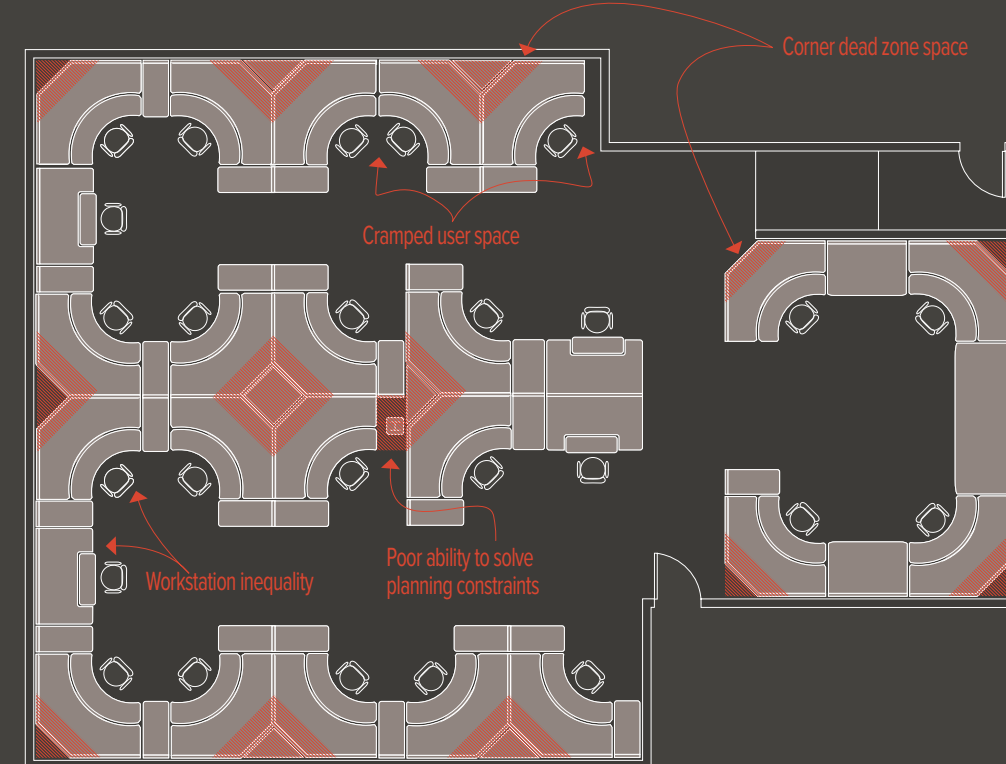 Corner dead zone space
Cramped user space
Poor ability to solve
planning constraints
Workstation inequality